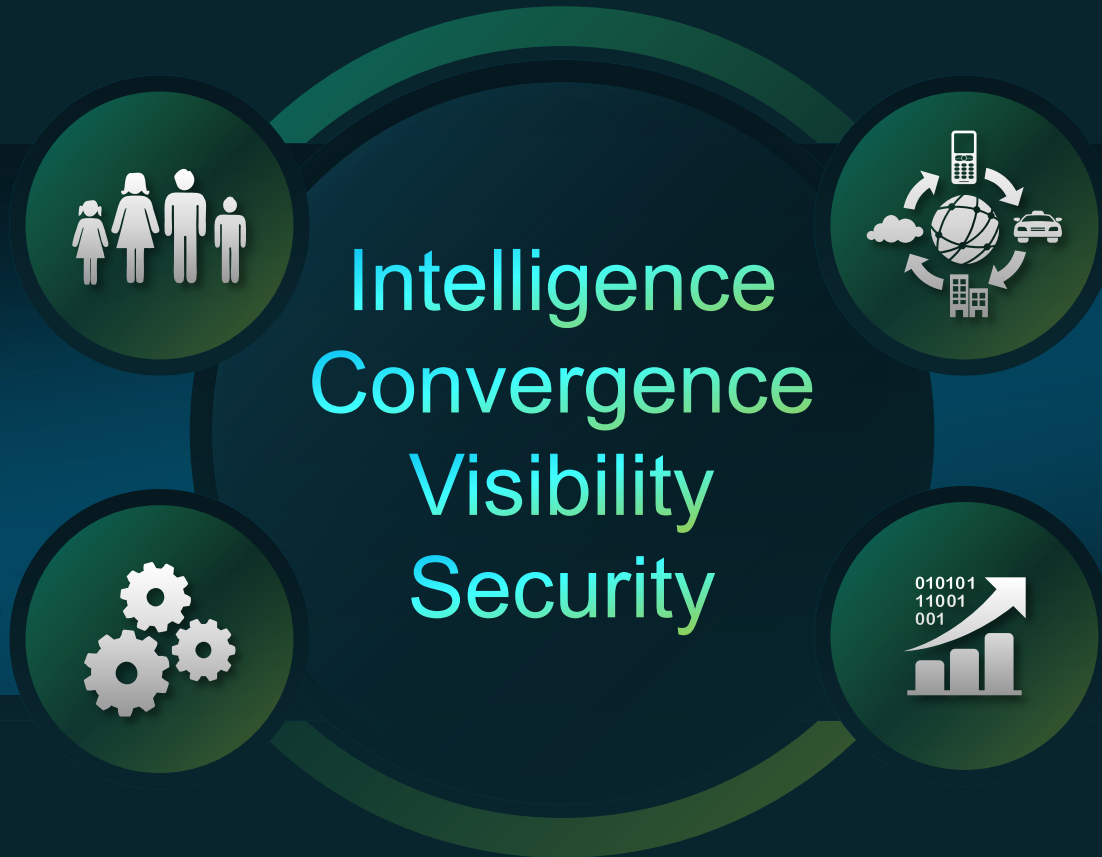 Intelligence
Convergence
Visibility
Security
010101
11001
001